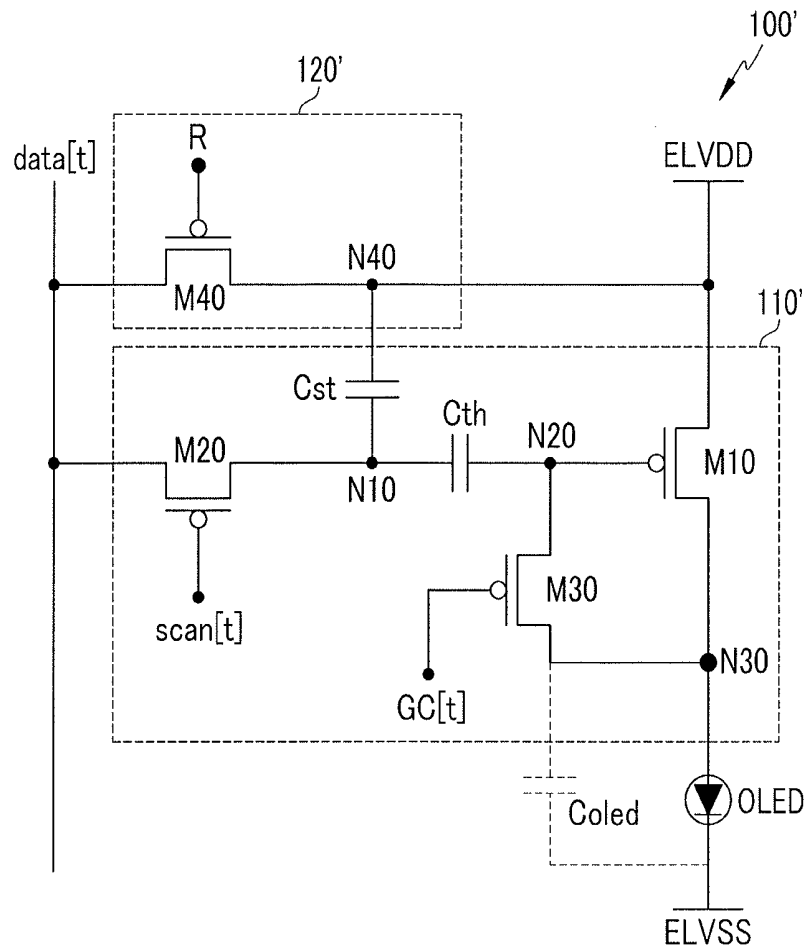 100'
120'
data[t]
R
ELVDD
N40
M40
110'
Cst
Cth
M20
N20
M10
N10
M30
scan[t]
N30
GC[t]
Coled
OLED
ELVSS